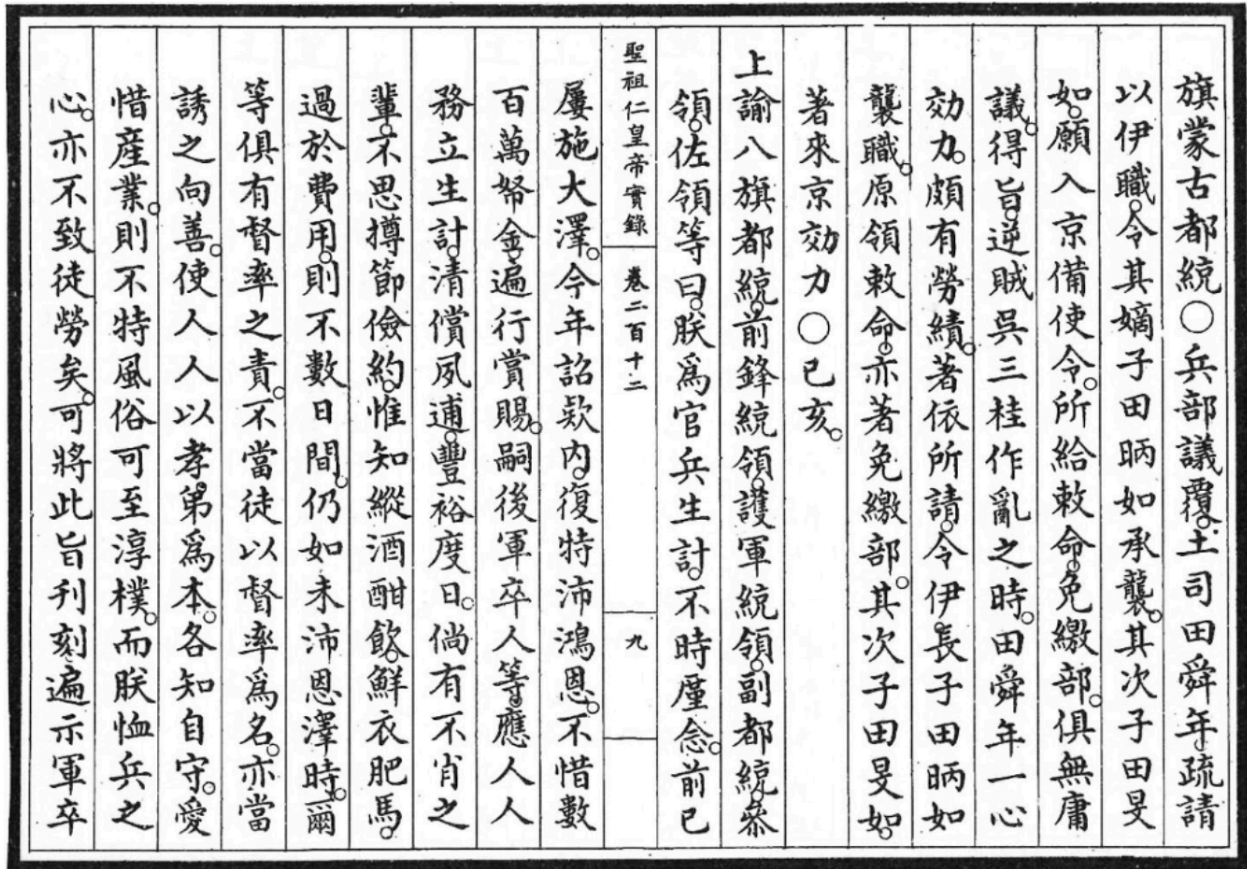 旗蒙古都統○兵部議覆。土司田舜年。疏請
以伊職。令其嫡子田昞如承襲。其次子田旻
如。願入京備使令。所給敕命。免繳部。俱無庸
議。得旨。逆賊吳三桂作亂之時。田舜年一心
効力。頗有勞績。著依所請。令伊長子田昞如
襲職。原領敕命。亦著免繳部。其次子田旻如。
著來京効力○己亥。
上諭八旗都統。前鋒統領。護軍統領。副都統。叅
領。佐領等曰。朕爲官兵生計。不時廑念。前已
聖祖仁皇帝實錄 卷二百十二 九
屢施大澤。今年詔欵內。復特沛鴻恩。不惜數
百萬帑金。遍行賞賜。嗣後軍卒人等。應人人
務立生計。清償夙逋。豐裕度日。倘有不肖之
輩。不思撙節儉約。惟知縱酒酣飲。鮮衣肥馬。
過於費用。則不數日間。仍如未沛恩澤時。爾
等俱有督率之責。不當徒以督率爲名。亦當
誘之向善。使人人以孝弟爲本。各知自守。愛
惜產業。則不特風俗可至淳樸。而朕恤兵之
心。亦不致徒勞矣。可將此旨刊刻遍示軍卒